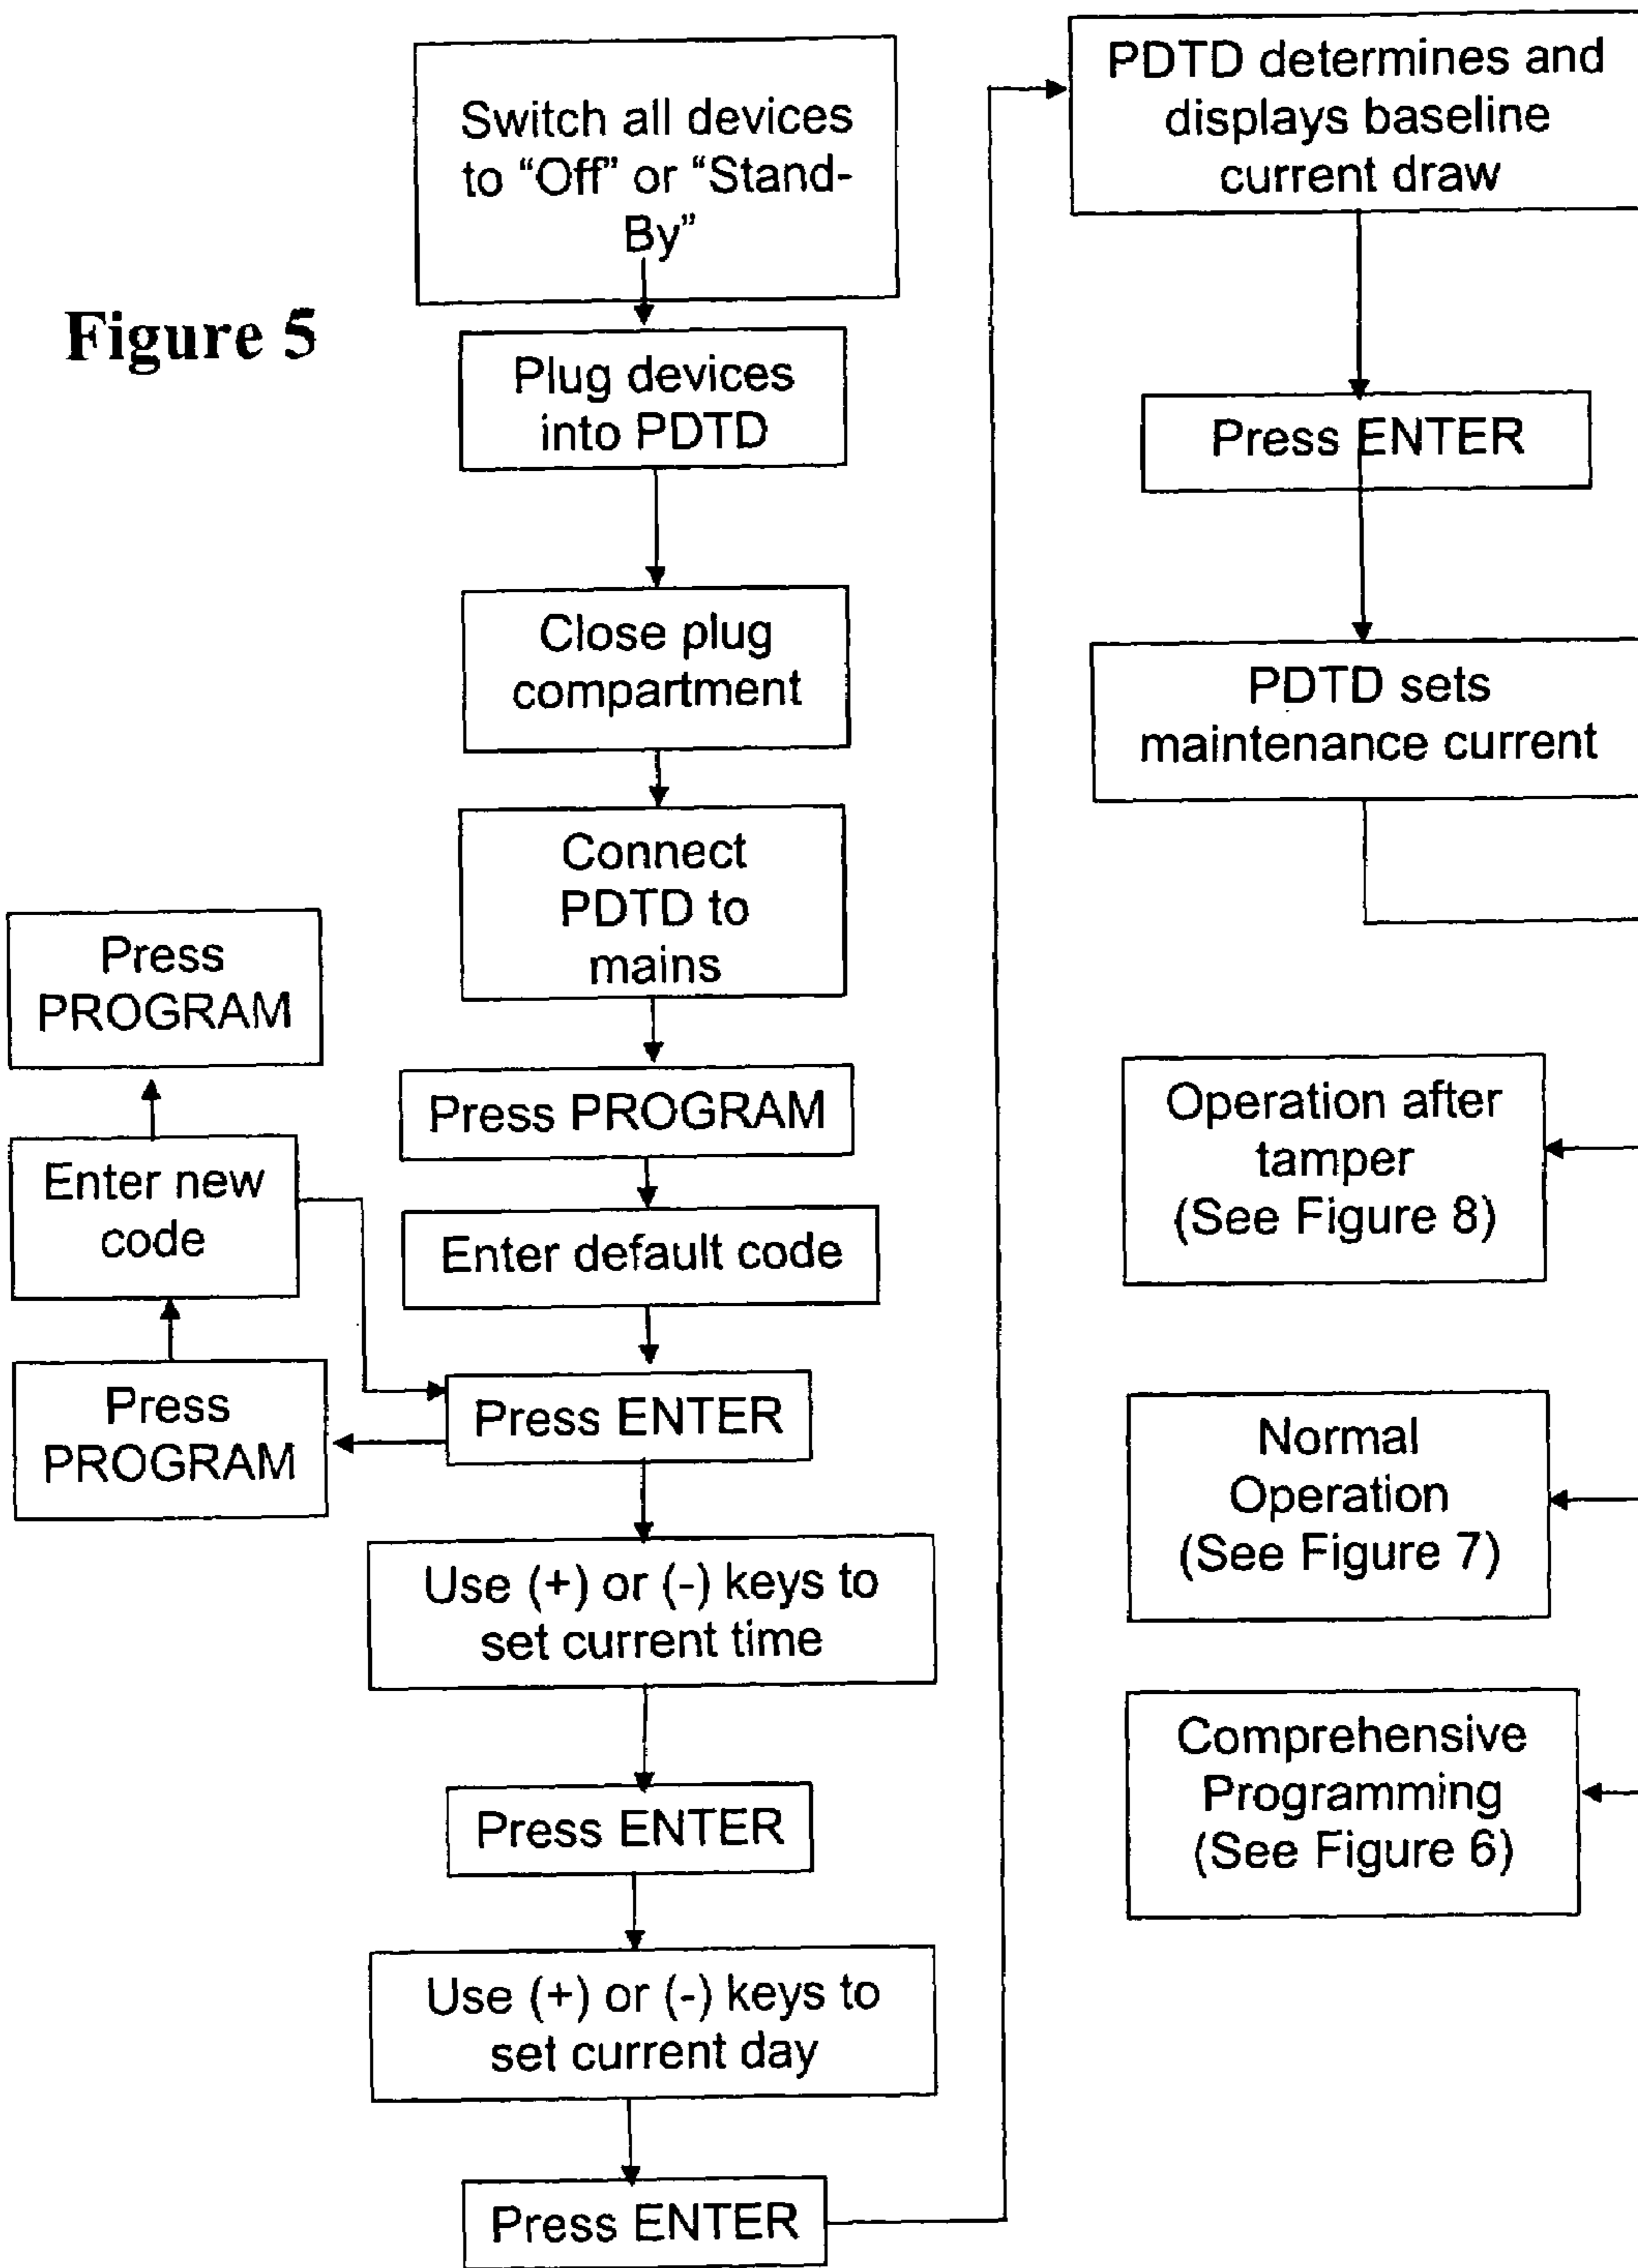 Figure 5
Switch all devices
to “Off” or “Stand-
By”
Plug devices
into PDTD
Close plug
compartment
Connect
PDTD to
mains
Press PROGRAM
Enter default code
Press ENTER
Press
PROGRAM
Enter new
code
Press
PROGRAM
Use (+) or (-) keys to
set current time
Press ENTER
Use (+) or (-) keys to
set current day
Press ENTER
PDTD determines and
displays baseline
current draw
Press ENTER
PDTD sets
maintenance current
Operation after
tamper
(See Figure 8)
Normal
Operation
(See Figure 7)
Comprehensive
Programming
(See Figure 6)